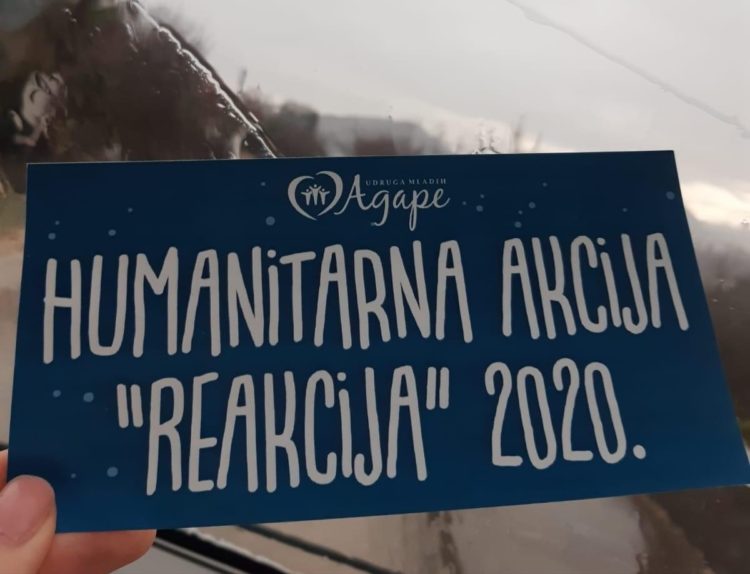 UDRUGA MLADIH
Agape
HUMANITARNA AKCIJA
"REAKCIJA" 2020.